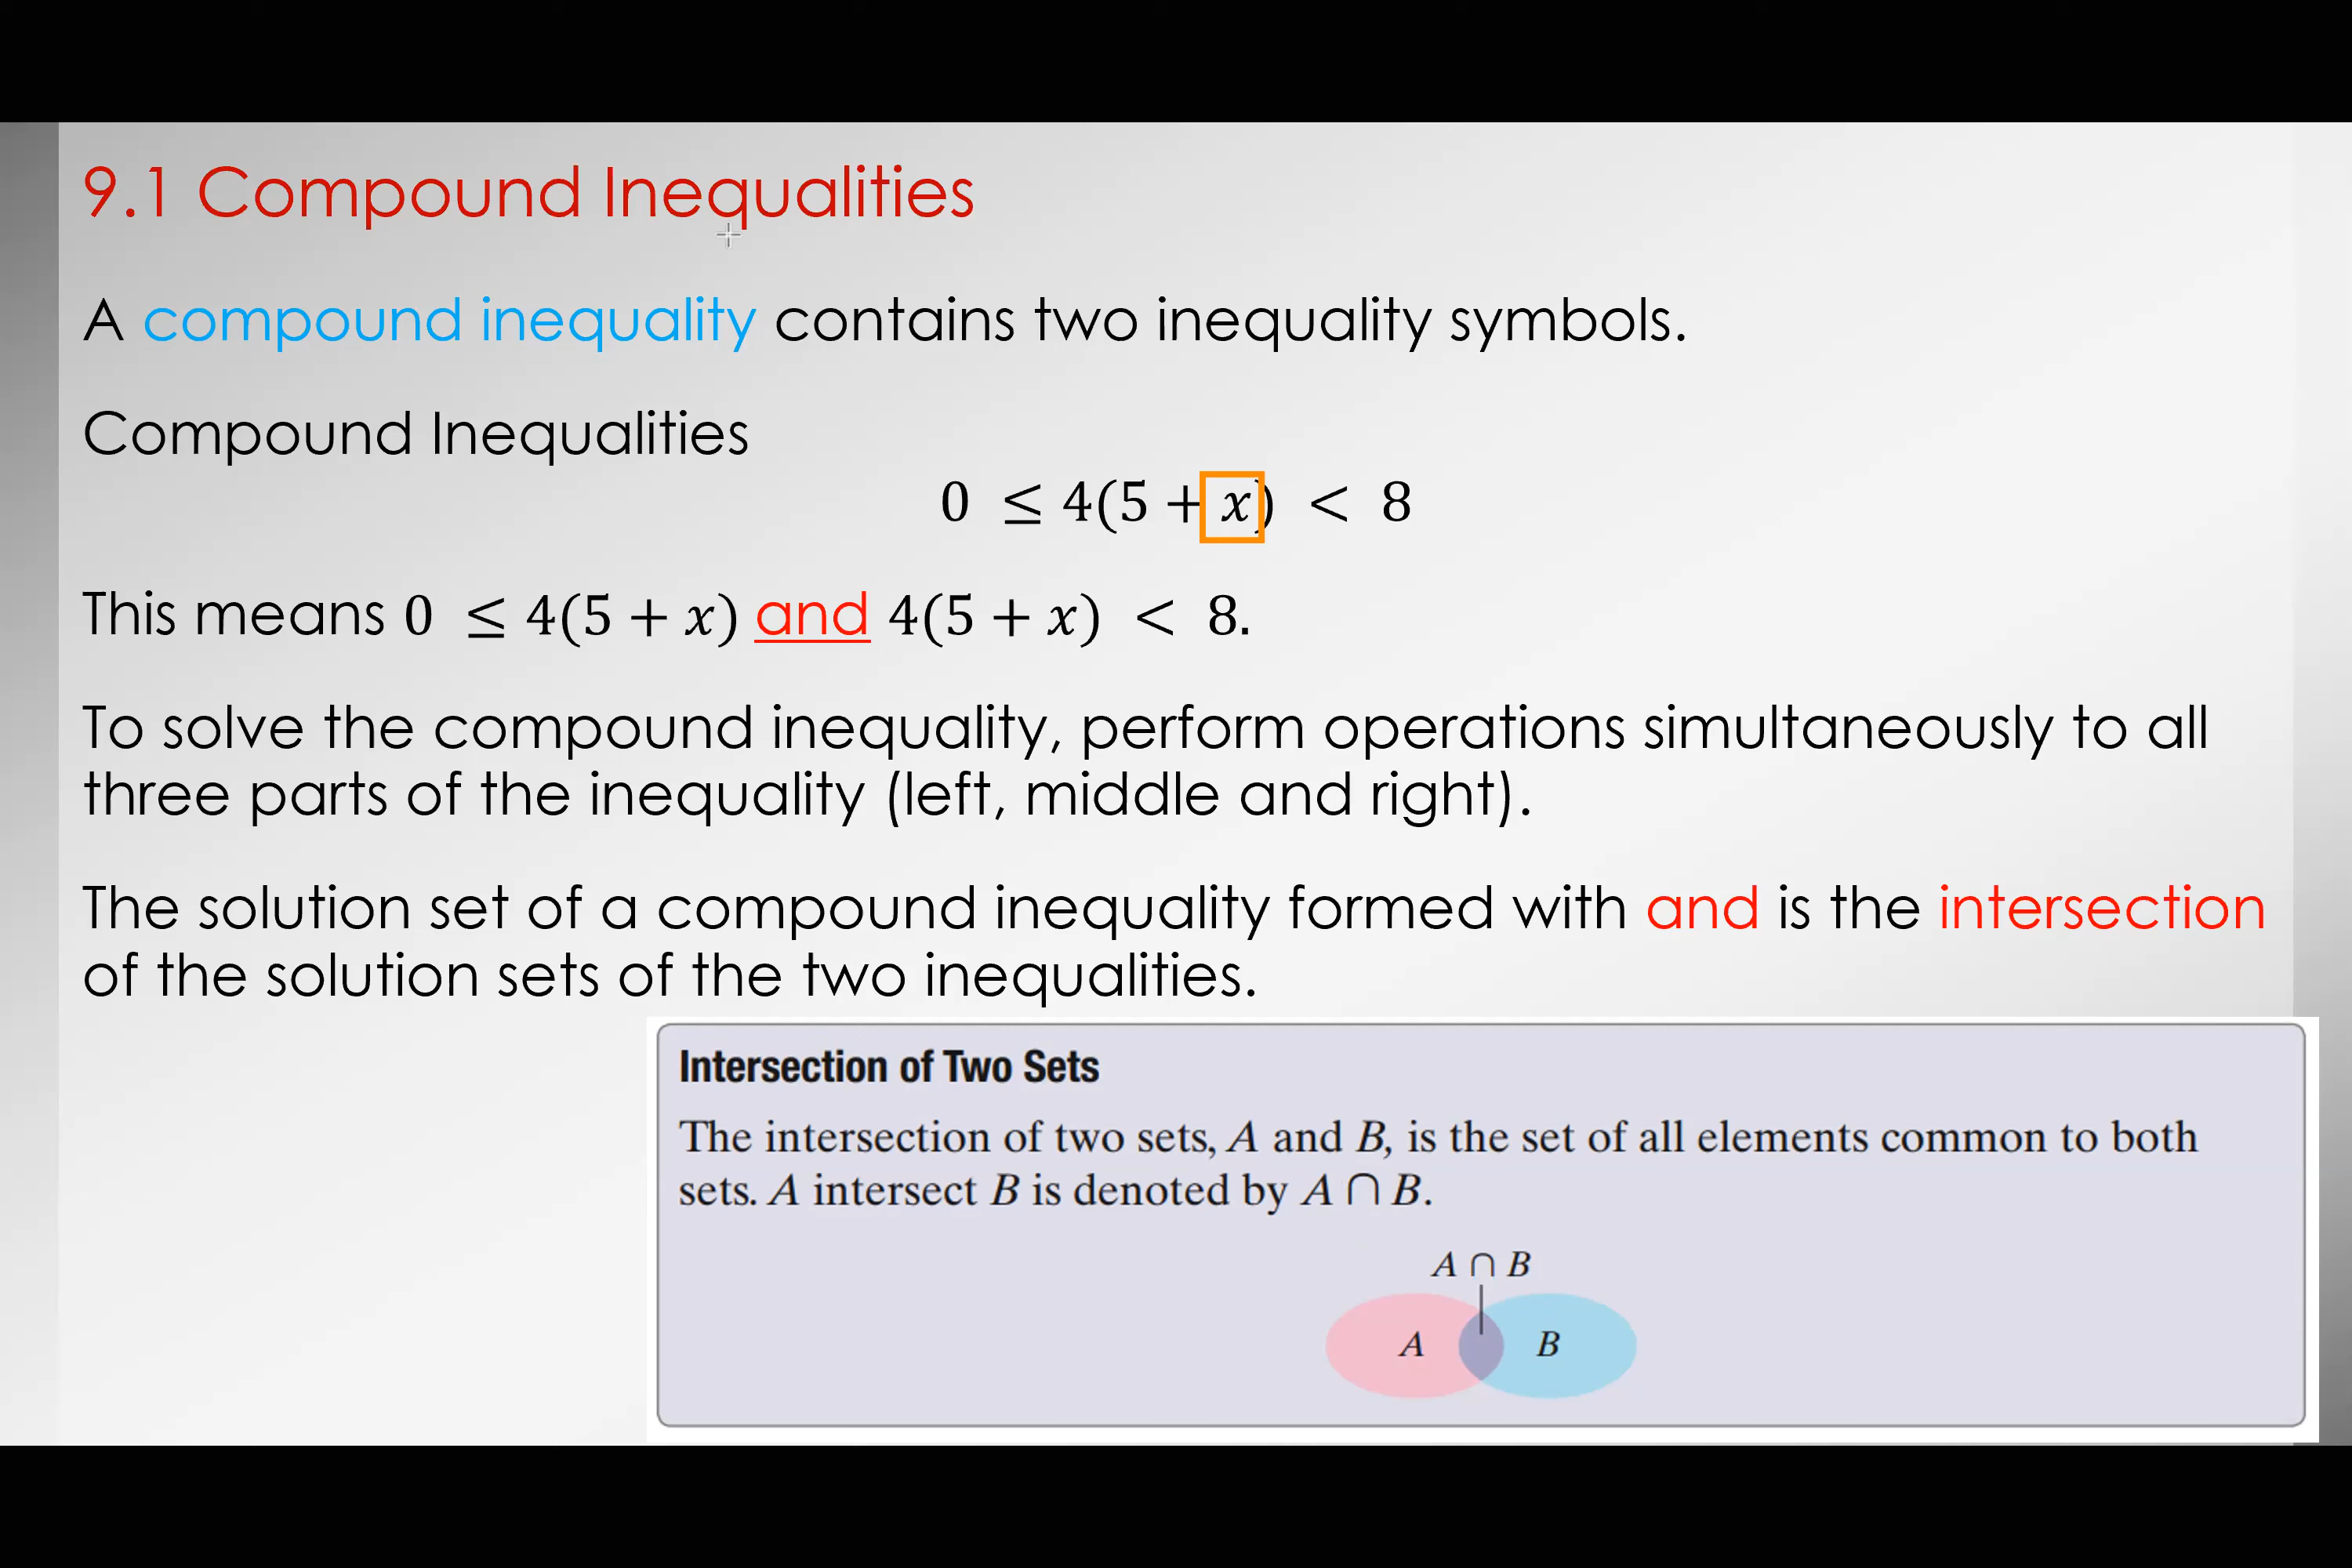 9.1 Compound Inequalities
A compound inequality contains two inequality symbols.
Compound Inequalities
0 ≤ 4(5 + x) < 8
This means 0 ≤ 4(5 + x) and 4(5 + x) < 8.
To solve the compound inequality, perform operations simultaneously to all
three parts of the inequality (left, middle and right).
The solution set of a compound inequality formed with and is the intersection
of the solution sets of the two inequalities.
Intersection of Two Sets
The intersection of two sets, A and B, is the set of all elements common to both
sets. A intersect B is denoted by A ∩ B.
A ∩ B
A B